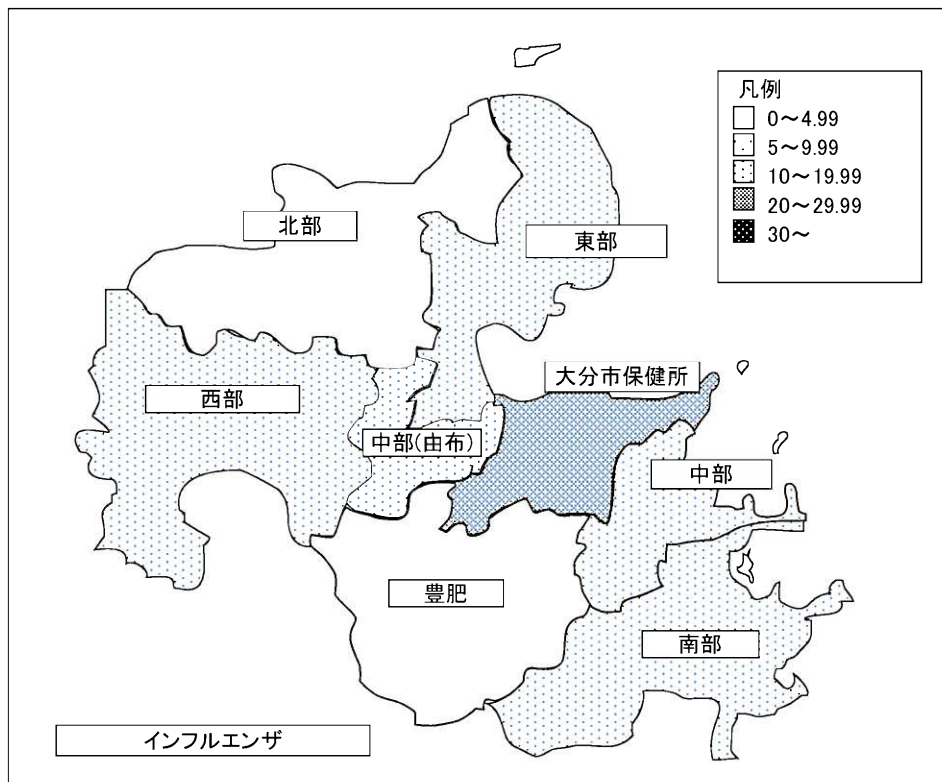 凡例
0～4.99
5～9.99
10～19.99
20～29.99
30～
北部
東部
大分市保健所
西部
中部(由布)
中部
豊肥
南部
インフルエンザ